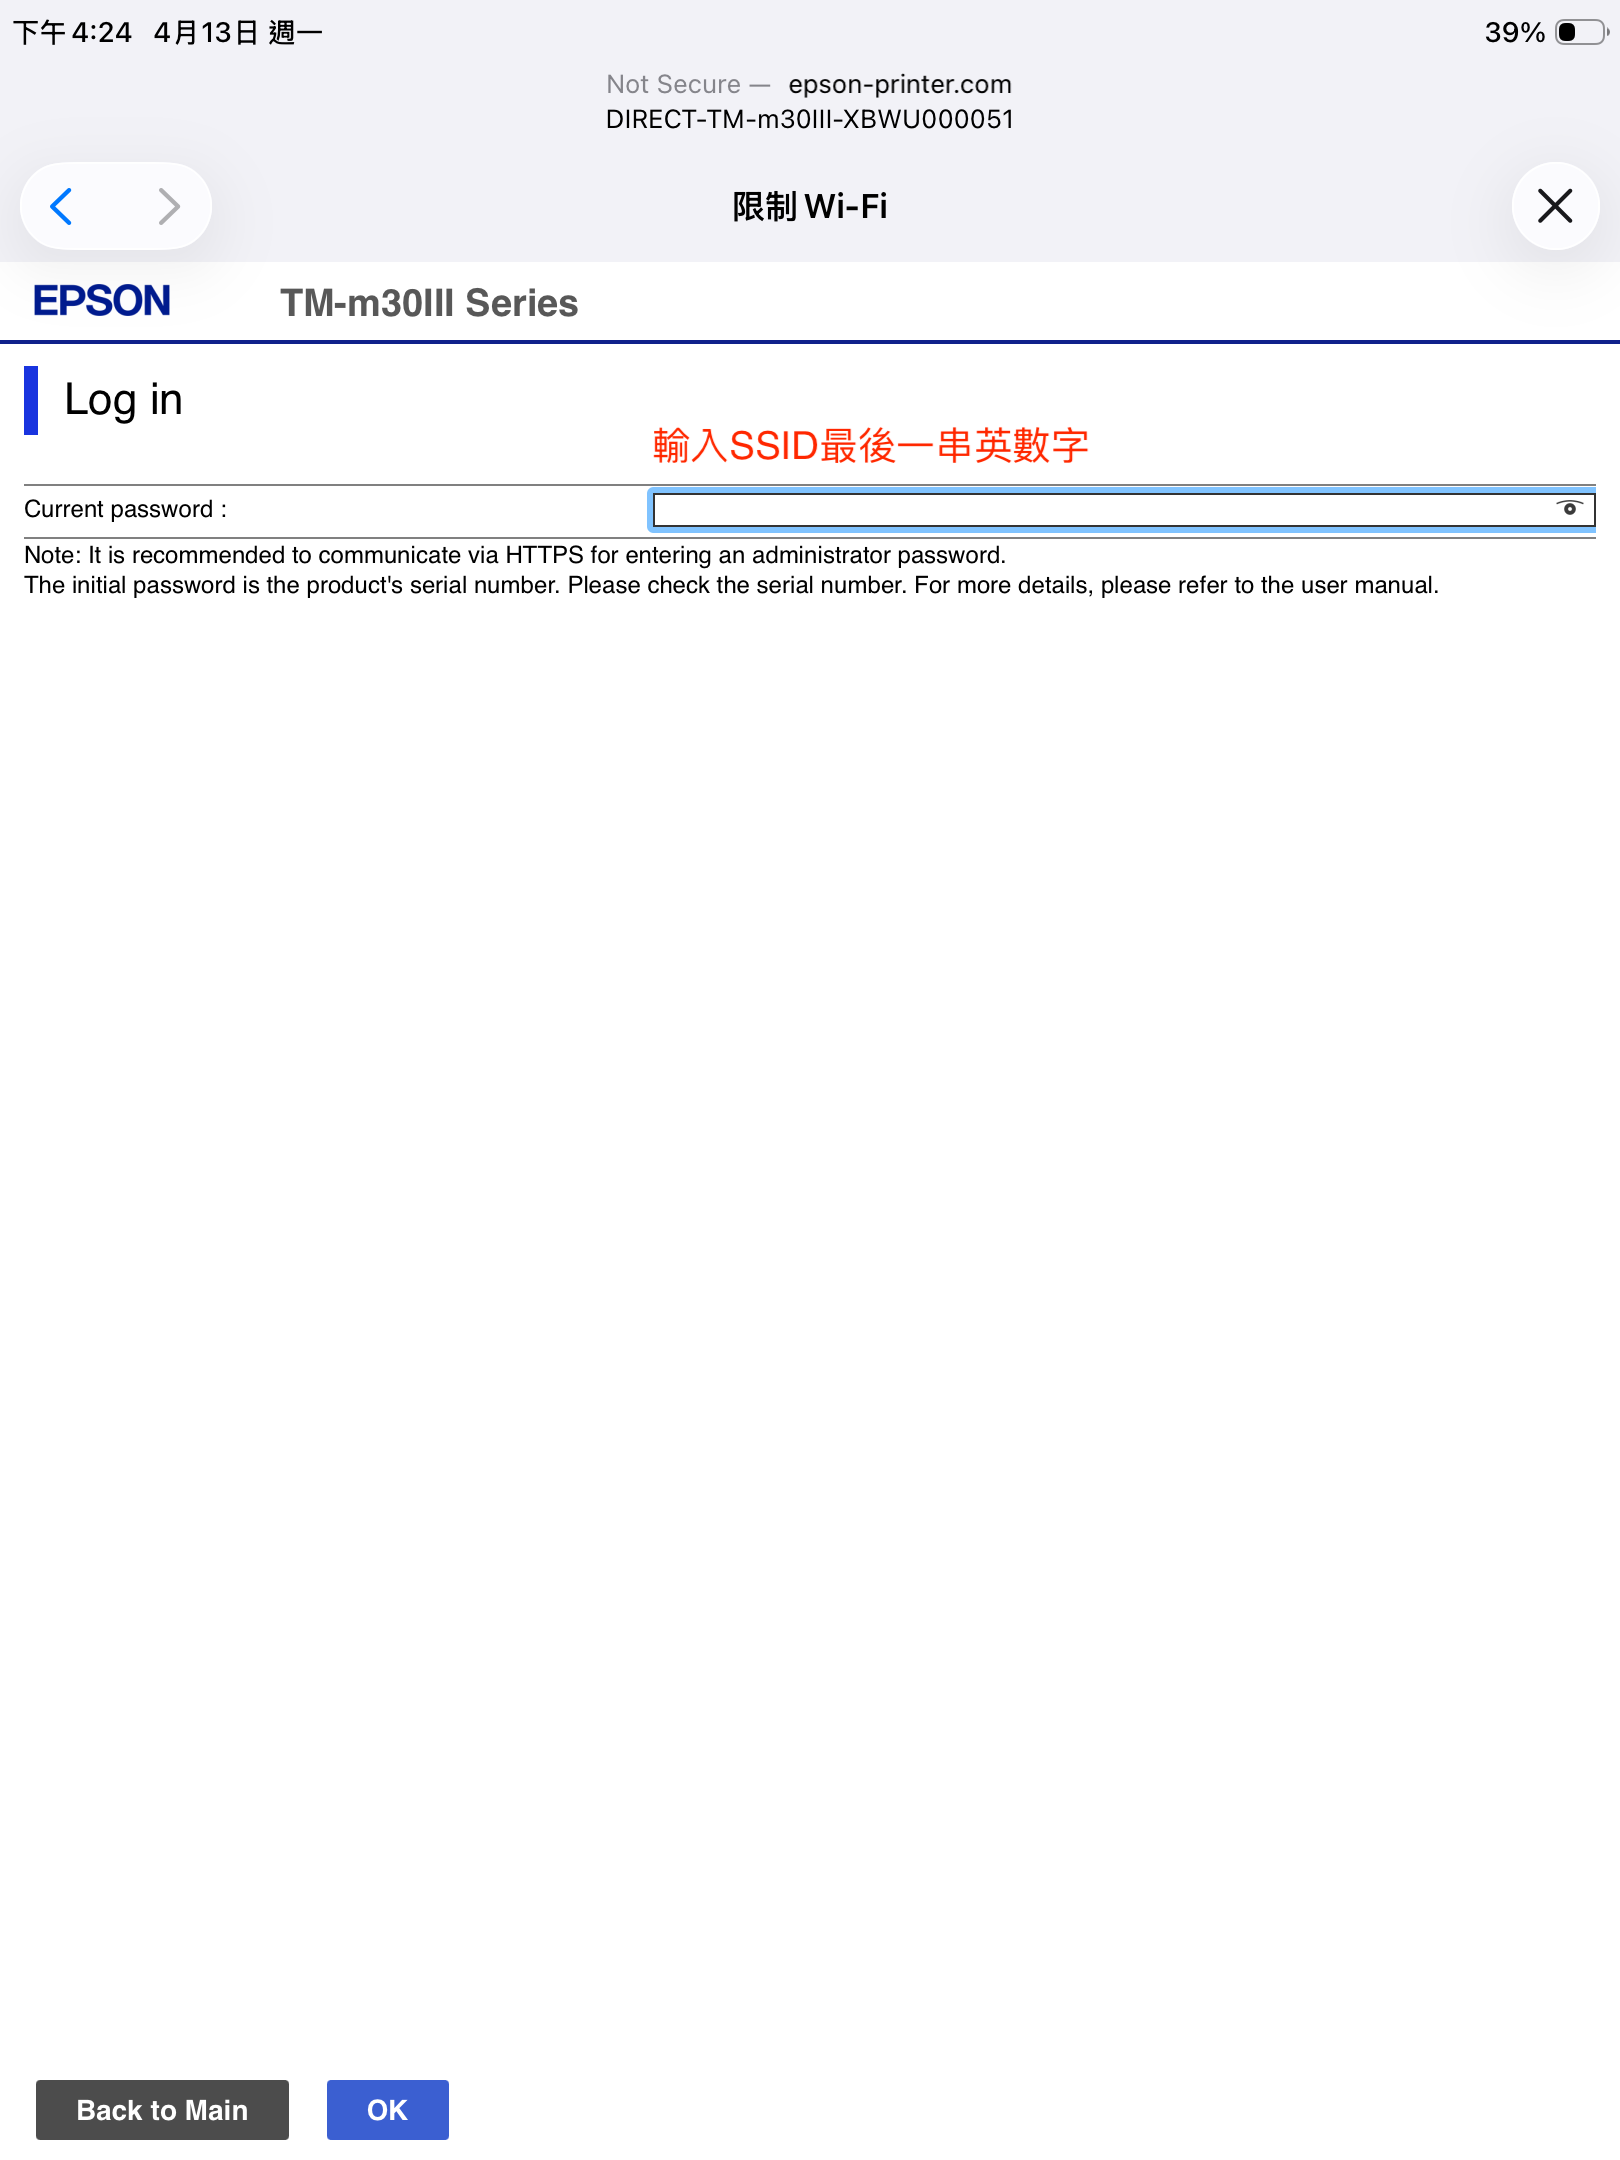 下午4:24 4月13日 週一
39%
Not Secure — epson-printer.com
DIRECT-TM-m30III-XBWU000051
限制 Wi-Fi
EPSON
TM-m30III Series
Log in
輸入SSID最後一串英數字
Current password :
Note: It is recommended to communicate via HTTPS for entering an administrator password.
The initial password is the product's serial number. Please check the serial number. For more details, please refer to the user manual.
Back to Main
OK